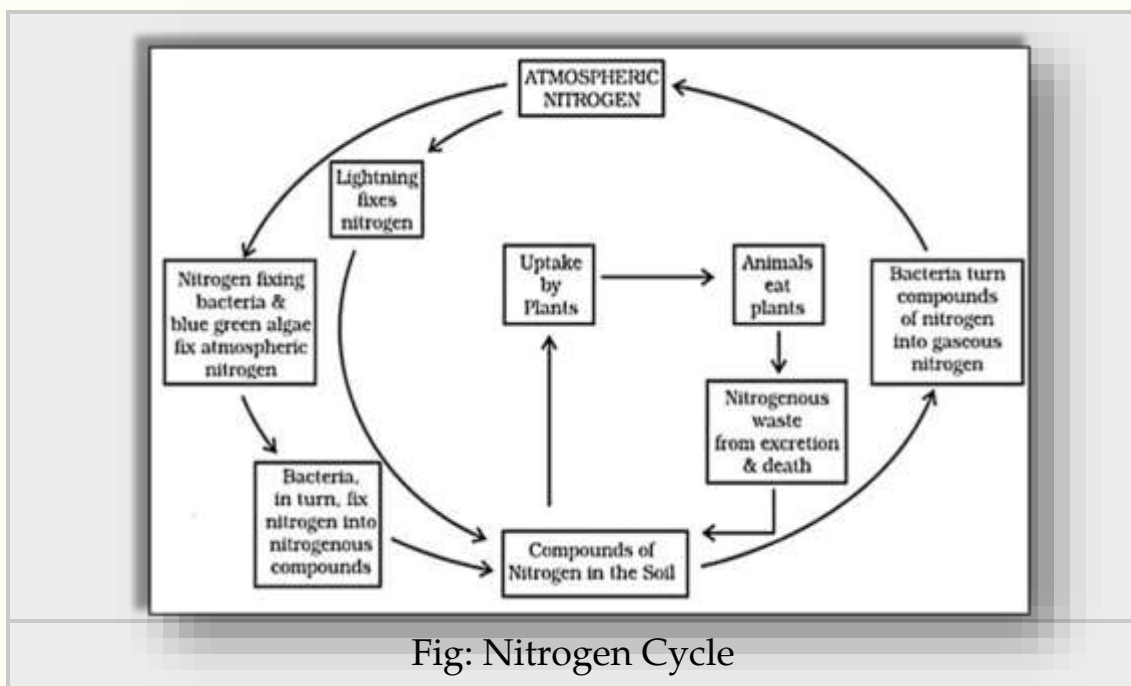 ATMOSPHERIC
NITROGEN
Lightning
fixes
nitrogen
Nitrogen fixing
bacteria &
blue green algae
fix atmospheric
nitrogen
Uptake
by
Plants
Animals
eat
plants
Bacteria turn
compounds
of nitrogen
into gaseous
nitrogen
Nitrogenous
waste
from excretion
& death
Bacteria,
in turn, fix
nitrogen into
nitrogenous
compounds
Compounds of
Nitrogen in the Soil
Fig: Nitrogen Cycle